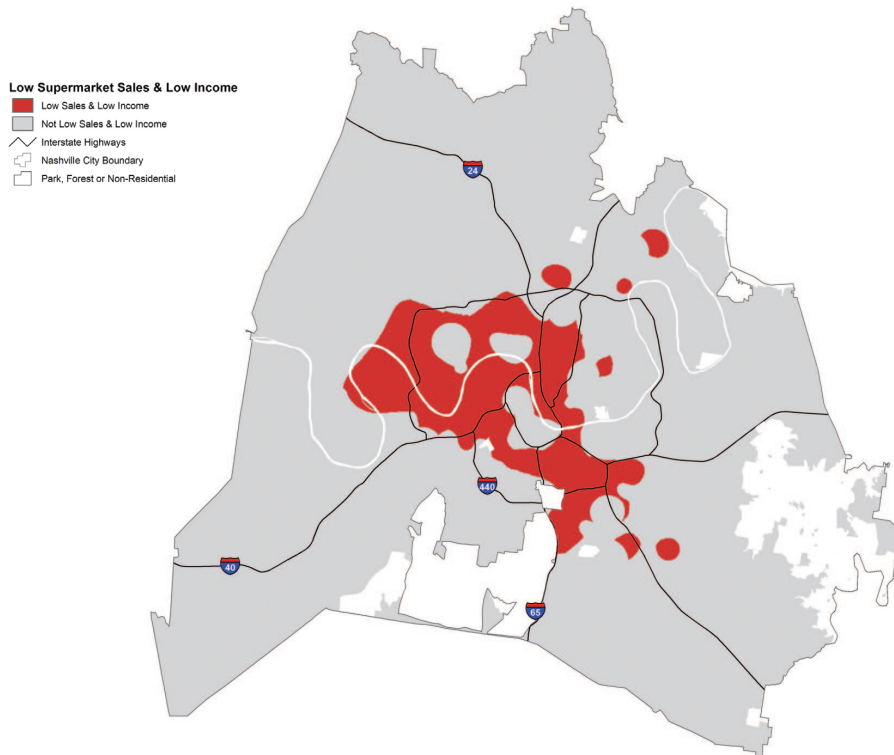 Low Supermarket Sales & Low Income
Low Sales & Low Income
Not Low Sales & Low Income
Interstate Highways
Nashville City Boundary
Park, Forest or Non-Residential
24
440
40
65